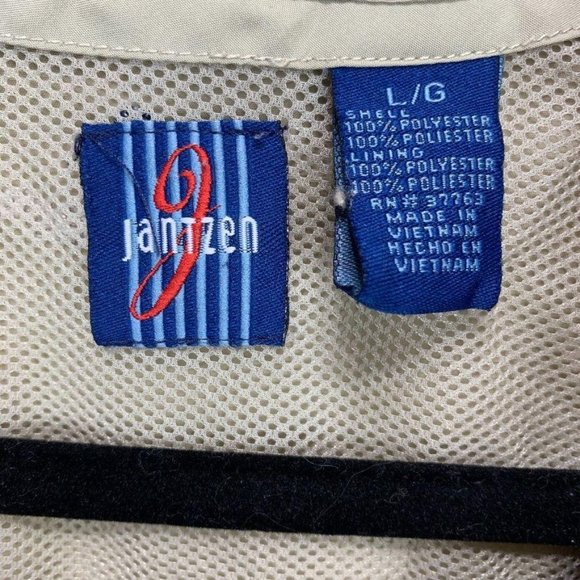 J
Jantzen
L/G
SHELL
100% POLYESTER
100% POLIESTER
LINING
100% POLYESTER
100% POLIESTER
RN# 37763
MADE IN
VIETNAM
HECHO EN
VIETNAM